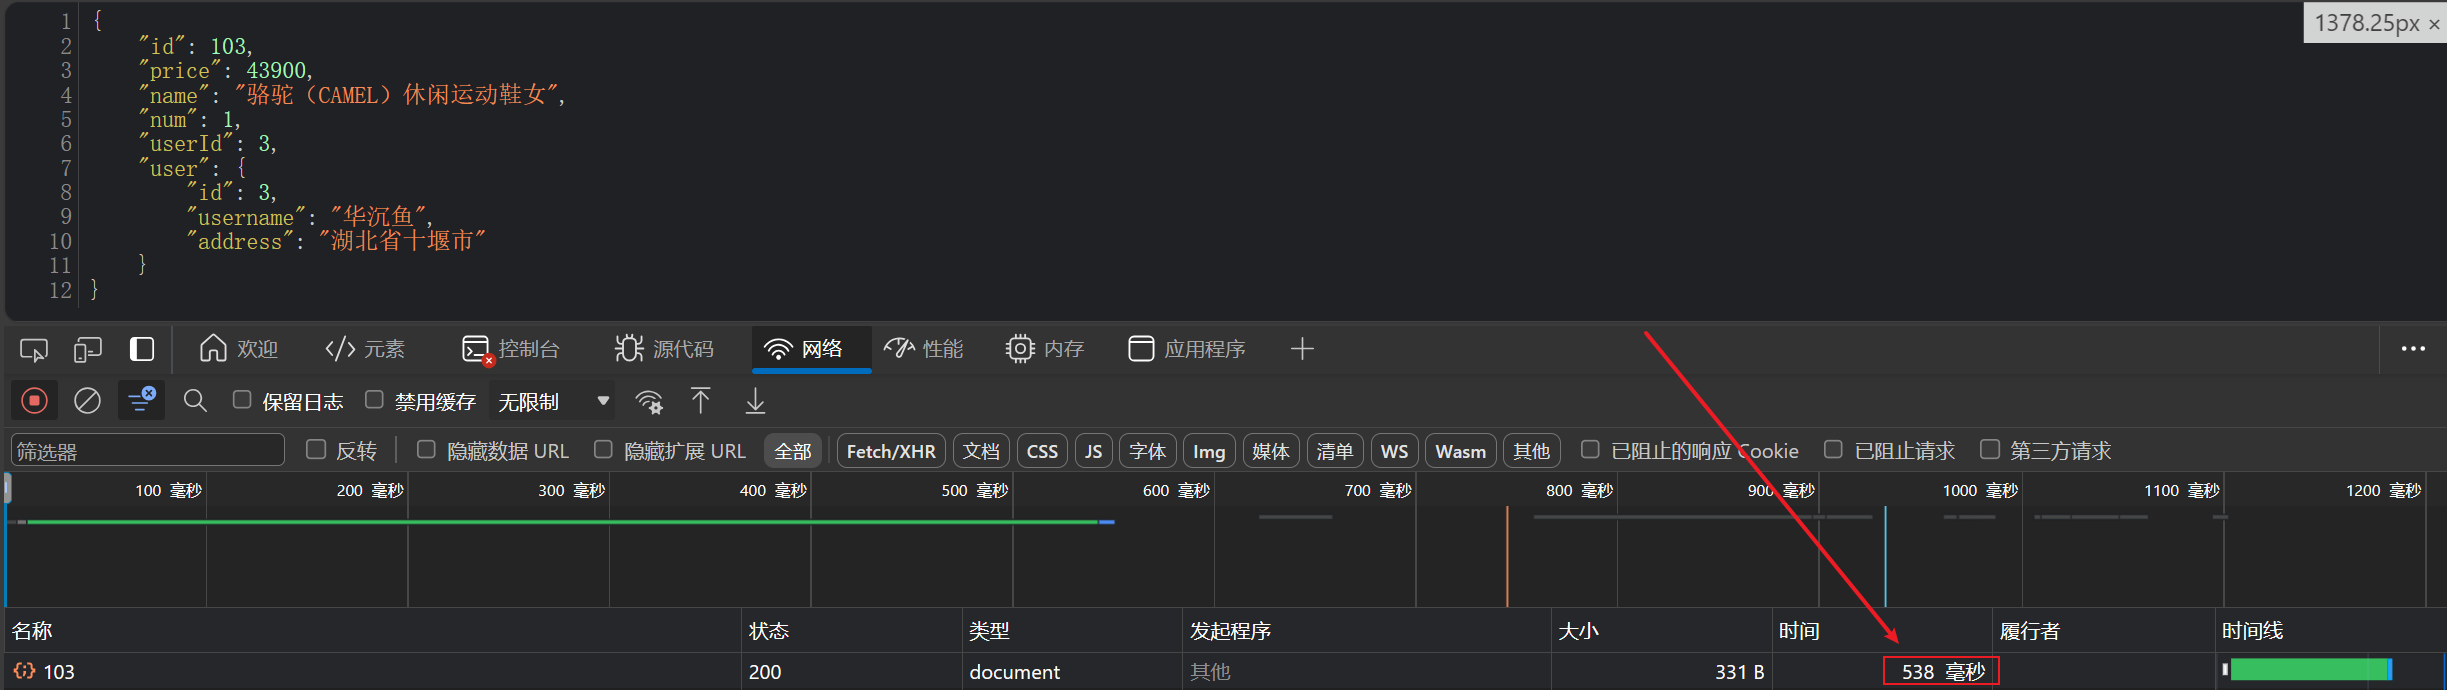 1 {
1378.25px ×
2 "id": 103,
3 "price": 43900,
4 "name": "骆驼（CAMEL）休闲运动鞋女",
5 "num": 1,
6 "userId": 3,
7 "user": {
8 "id": 3,
9 "username": "华沉鱼",
10 "address": "湖北省十堰市"
11 }
12 }
欢迎 </> 元素 控制台 源代码 网络 性能 内存 应用程序 + ...
保留日志 禁用缓存 无限制
筛选器 反转 隐藏数据 URL 隐藏扩展 URL 全部 Fetch/XHR 文档 CSS JS 字体 Img 媒体 清单 WS Wasm 其他 已阻止的响应 Cookie 已阻止请求 第三方请求
100 毫秒 200 毫秒 300 毫秒 400 毫秒 500 毫秒 600 毫秒 700 毫秒 800 毫秒 900 毫秒 1000 毫秒 1100 毫秒 1200 毫秒
名称 状态 类型 发起程序 大小 时间 履行者 时间线
103 200 document 其他 331 B 538 毫秒